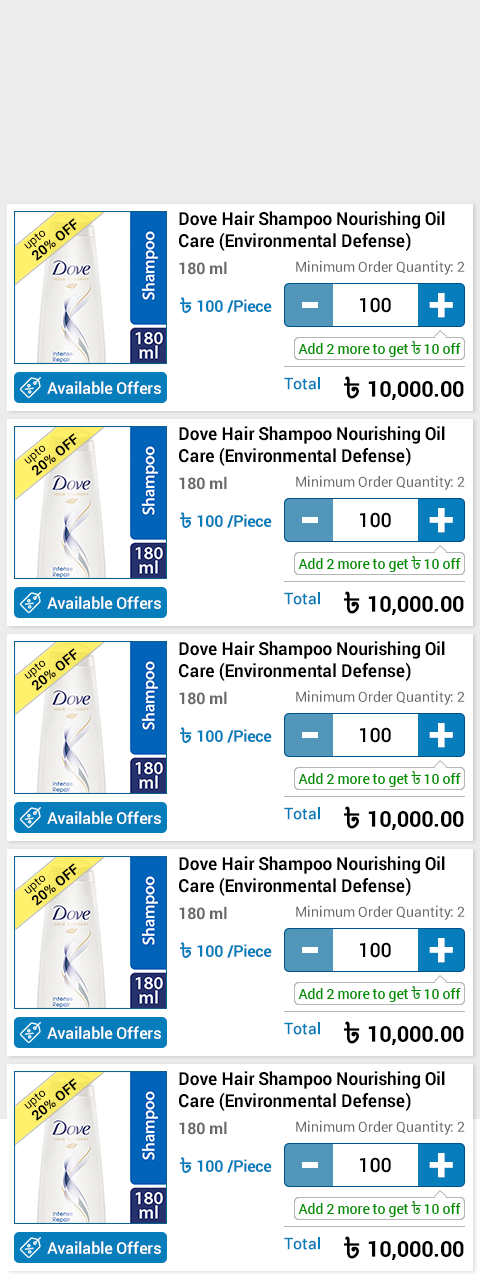 upto
20% OFF
Dove
Intense
Repair
Shampoo
180
ml
Available Offers
Dove Hair Shampoo Nourishing Oil
Care (Environmental Defense)
180 ml
Minimum Order Quantity: 2
৳ 100 /Piece
100
Add 2 more to get ৳ 10 off
Total ৳ 10,000.00
upto
20% OFF
Dove
Intense
Repair
Shampoo
180
ml
Available Offers
Dove Hair Shampoo Nourishing Oil
Care (Environmental Defense)
180 ml
Minimum Order Quantity: 2
৳ 100 /Piece
100
Add 2 more to get ৳ 10 off
Total ৳ 10,000.00
upto
20% OFF
Dove
Intense
Repair
Shampoo
180
ml
Available Offers
Dove Hair Shampoo Nourishing Oil
Care (Environmental Defense)
180 ml
Minimum Order Quantity: 2
৳ 100 /Piece
100
Add 2 more to get ৳ 10 off
Total ৳ 10,000.00
upto
20% OFF
Dove
Intense
Repair
Shampoo
180
ml
Available Offers
Dove Hair Shampoo Nourishing Oil
Care (Environmental Defense)
180 ml
Minimum Order Quantity: 2
৳ 100 /Piece
100
Add 2 more to get ৳ 10 off
Total ৳ 10,000.00
upto
20% OFF
Dove
Intense
Repair
Shampoo
180
ml
Available Offers
Dove Hair Shampoo Nourishing Oil
Care (Environmental Defense)
180 ml
Minimum Order Quantity: 2
৳ 100 /Piece
100
Add 2 more to get ৳ 10 off
Total ৳ 10,000.00